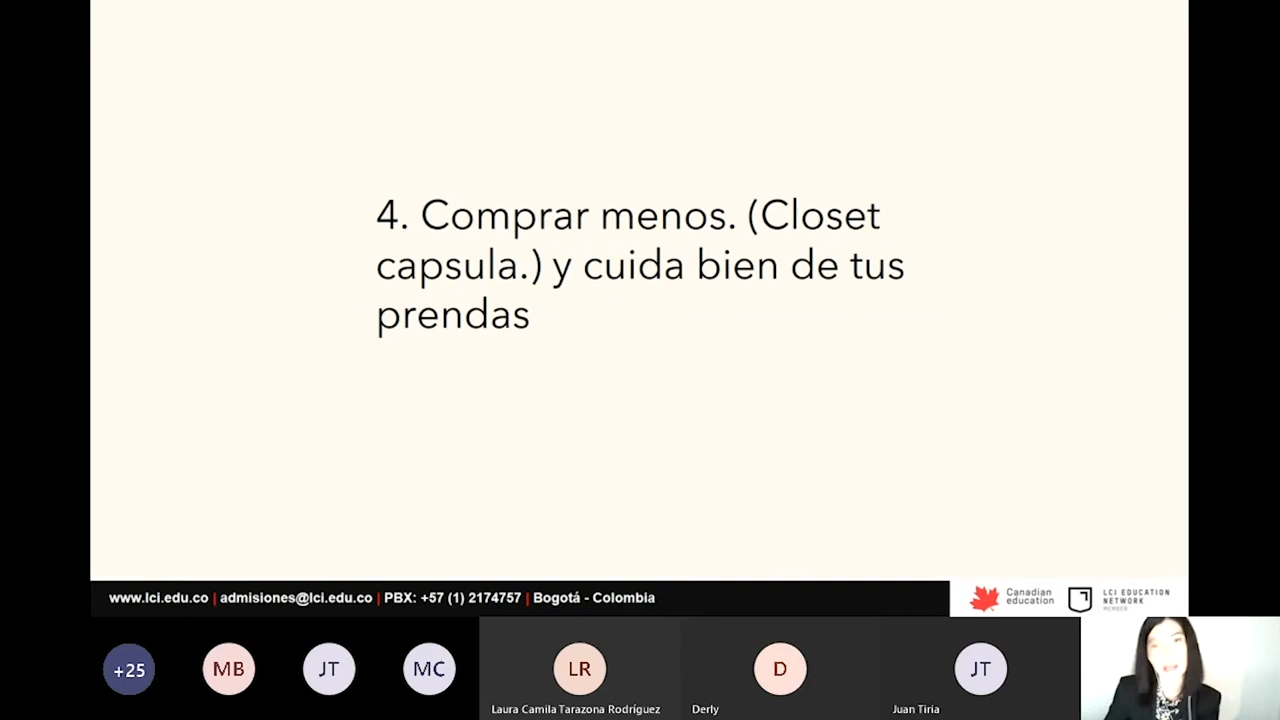 4. Comprar menos. (Closet
capsula.) y cuida bien de tus
prendas
www.lci.edu.co | admisiones@lci.edu.co | PBX: +57 (1) 2174757 | Bogotá - Colombia
Canadian
education
LCI EDUCATION
NETWORK
MEMBER
+25
MB
JT
MC
LR
D
JT
Laura Camila Tarazona Rodríguez
Derly
Juan Tiria